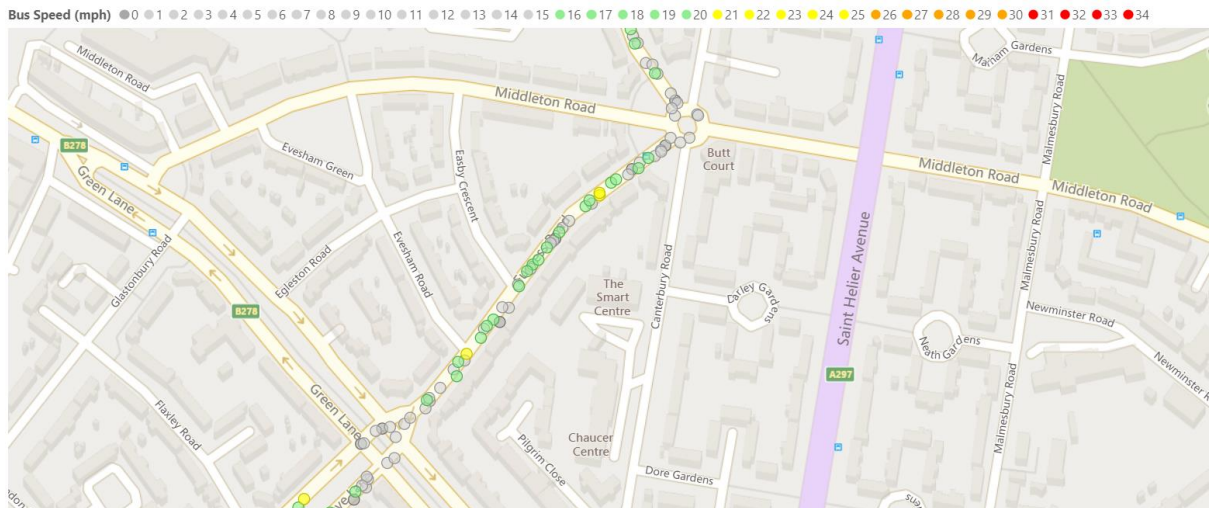 Bus Speed (mph) 0 1 2 3 4 5 6 7 8 9 10 11 12 13 14 15 16 17 18 19 20 21 22 23 24 25 26 27 28 29 30 31 32 33 34
Middleton Road
Malham Gardens
Middleton Road
B278
Evesham Green
Easby Crescent
Butt
Court
Middleton Road
Malmesbury Road
Middleton Road
Green Lane
Glastonbury Road
Egleston Road
Evesham Road
Saint Helier Avenue
Malmesbury Road
The
Smart
Centre
Canterbury Road
Darley Gardens
B278
Newminster Road
Neath Gardens
Newminster R
A297
Green Lane
Flaxley Road
Malmesbury Road
Chaucer
Centre
Pilgrim Close
Dore Gardens